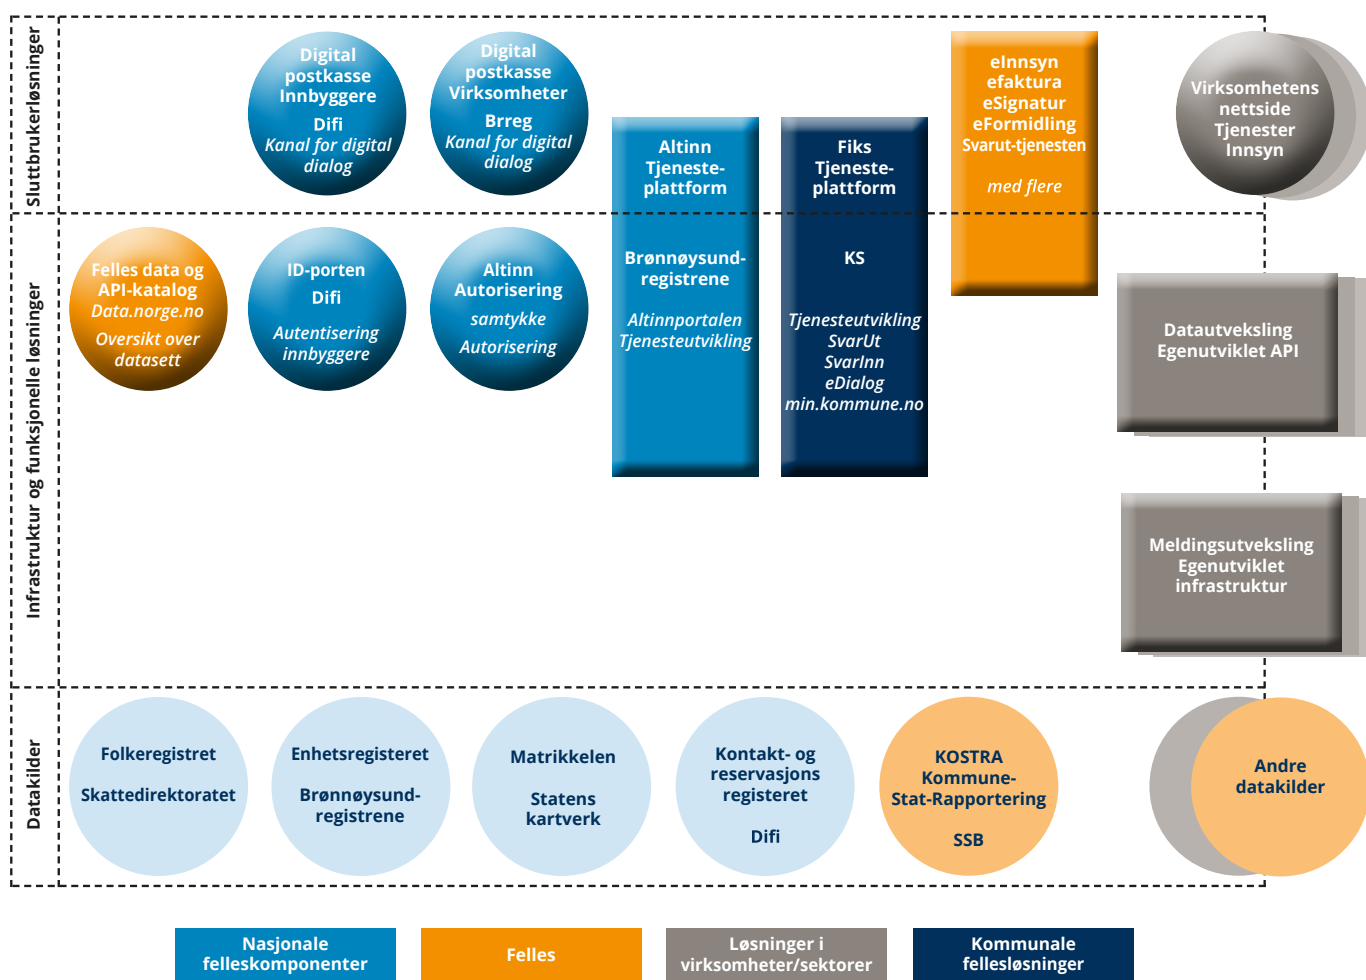 Sluttbrukerløsninger
Digital
postkasse
Innbyggere
Difi
Kanal for digital
dialog
Digital
postkasse
Virksomheter
Brreg
Kanal for digital
dialog
Altinn
Tjeneste-
plattform
Brønnøysund-
registrene
Altinnportalen
Tjenesteutvikling
Fiks
Tjeneste-
plattform
KS
Tjenesteutvikling
SvarUt
SvarInn
eDialog
min.kommune.no
eInnsyn
efaktura
eSignatur
eFormidling
Svarut-tjenesten
med flere
Virksomhetens
nettside
Tjenester
Innsyn
Infrastruktur og funksjonelle løsninger
Felles data og
API-katalog
Data.norge.no
Oversikt over
datasett
ID-porten
Difi
Autentisering
innbyggere
Altinn
Autorisering
samtykke
Autorisering
Datautveksling
Egenutviklet API
Meldingsutveksling
Egenutviklet
infrastruktur
Datakilder
Folkeregistret
Skattedirektoratet
Enhetsregisteret
Brønnøysund-
registrene
Matrikkelen
Statens
kartverk
Kontakt- og
reservasjons
registeret
Difi
KOSTRA
Kommune-
Stat-Rapportering
SSB
Andre
datakilder
Nasjonale
felleskomponenter
Felles
Løsninger i
virksomheter/sektorer
Kommunale
fellesløsninger